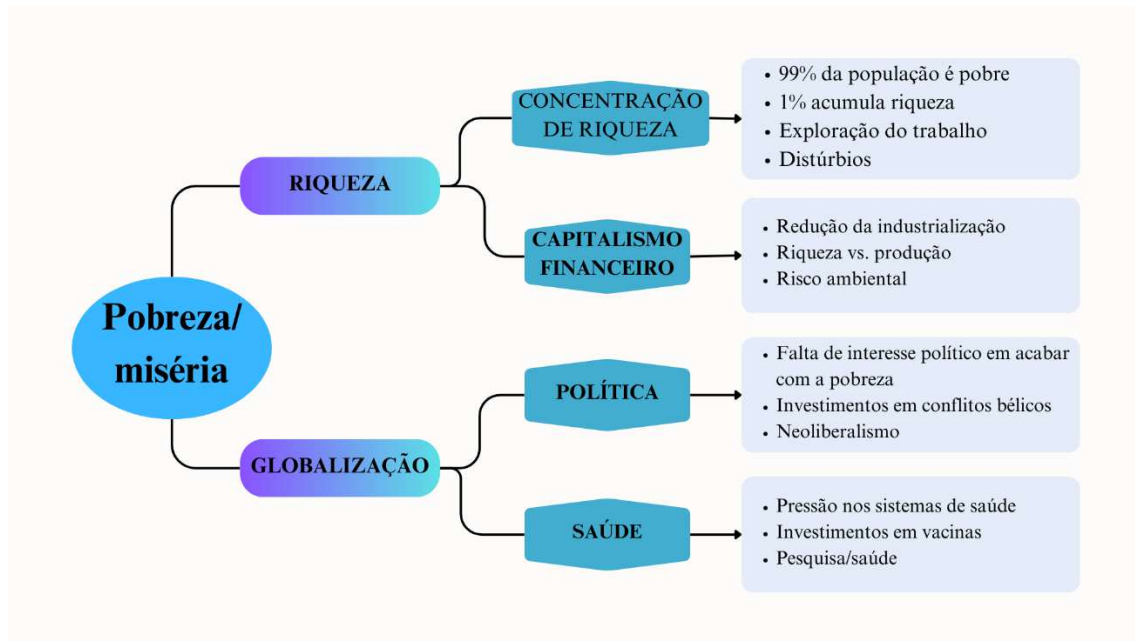 Pobreza/
miséria
RIQUEZA
CONCENTRAÇÃO
DE RIQUEZA
• 99% da população é pobre
• 1% acumula riqueza
• Exploração do trabalho
• Distúrbios
CAPITALISMO
FINANCEIRO
• Redução da industrialização
• Riqueza vs. produção
• Risco ambiental
GLOBALIZAÇÃO
POLÍTICA
• Falta de interesse político em acabar
com a pobreza
• Investimentos em conflitos bélicos
• Neoliberalismo
SAÚDE
• Pressão nos sistemas de saúde
• Investimentos em vacinas
• Pesquisa/saúde